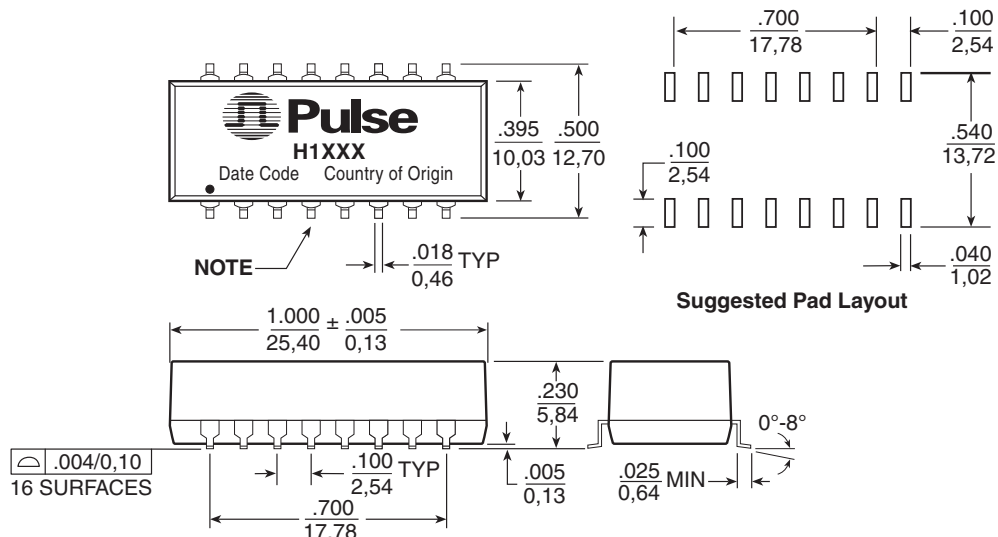 .700
17,78
.100
2,54
Pulse
H1XXX
Date Code Country of Origin
.395
10,03
.500
12,70
.540
13,72
.100
2,54
NOTE
.018
0,46
TYP
.040
1,02
Suggested Pad Layout
1.000 ± .005
25,40 0,13
.230
5,84
0°-8°
.004/0,10
16 SURFACES
.100
2,54
TYP
.005
0,13
.025
0,64
MIN
.700
17,78